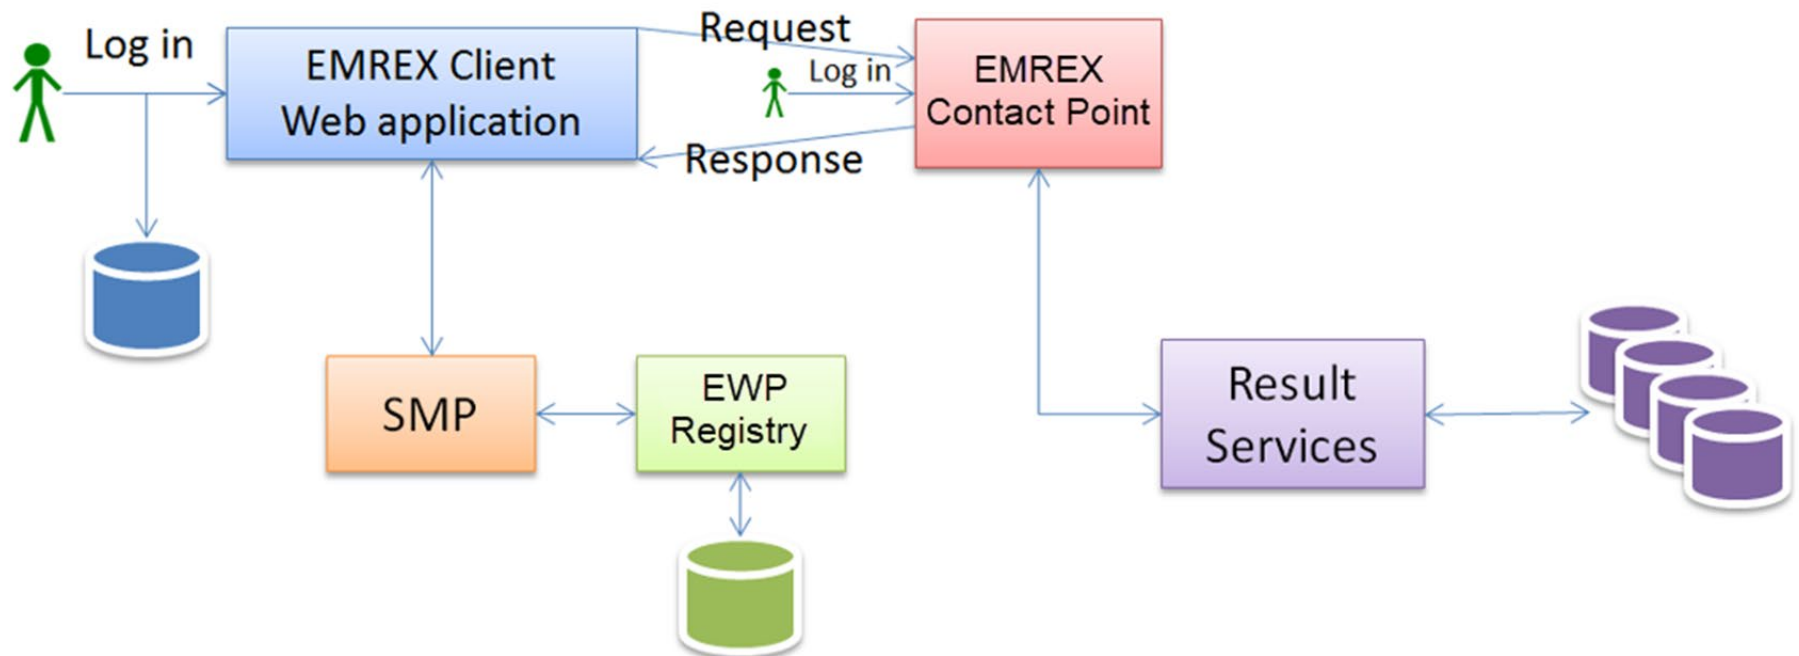 Log in
EMREX Client
Web application
Request
Log in
Response
EMREX
Contact Point
SMP
EWP
Registry
Result
Services